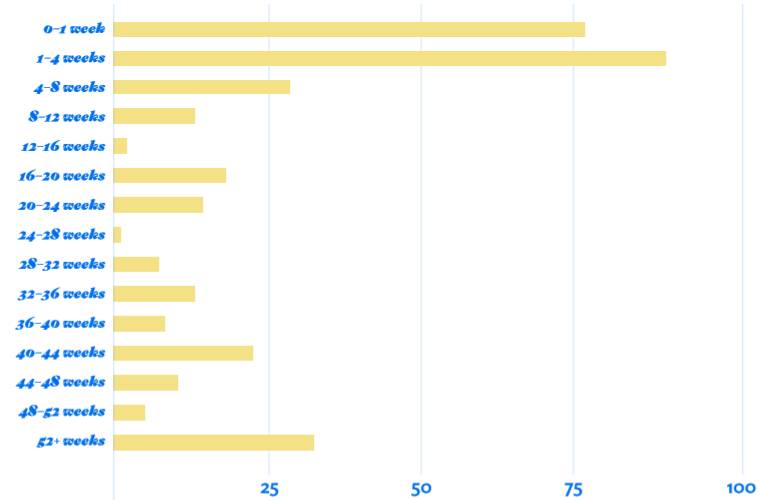 0–1 week
1–4 weeks
4–8 weeks
8–12 weeks
12–16 weeks
16–20 weeks
20–24 weeks
24–28 weeks
28–32 weeks
32–36 weeks
36–40 weeks
40–44 weeks
44–48 weeks
48–52 weeks
52+ weeks
25 50 75 100